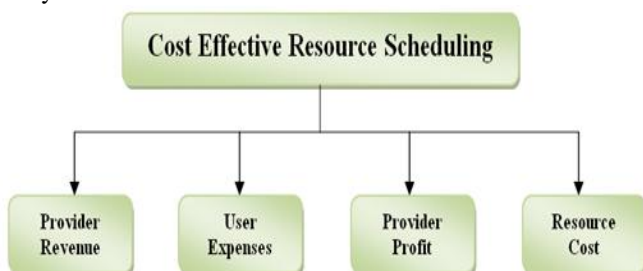 Cost Effective Resource Scheduling
Provider
Revenue
User
Expenses
Provider
Profit
Resource
Cost